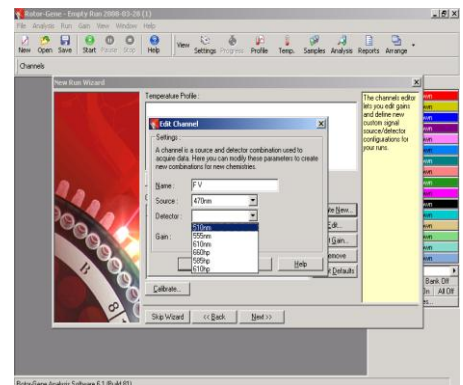 Rotor-Gene - Empty Run 2008-03-28 (1)
File Analysis Run Gain View Window Help
New Open Save Start Pause Stop Help View Settings Progress Profile Temp. Samples Analysis Reports Arrange
Channels
New Run Wizard
Temperature Profile :
The channels editor
lets you edit gains
and define new
custom signal
source/detector
configurations for
your runs.
Edit Channel
Settings
A channel is a source and detector combination used to
acquire data. Here you can modify these parameters to create
new combinations for new chemistries.
Name : F V
Source : 470nm
Detector :
510nm
555nm
610nm
660hp
585hp
610hp
Gain :
Help
Edit...
Defaults
Calibrate...
Bank Off
All Off
Skip Wizard << Back Next >>
Rotor-Gene Analysis Software 6.1 (Build 81)